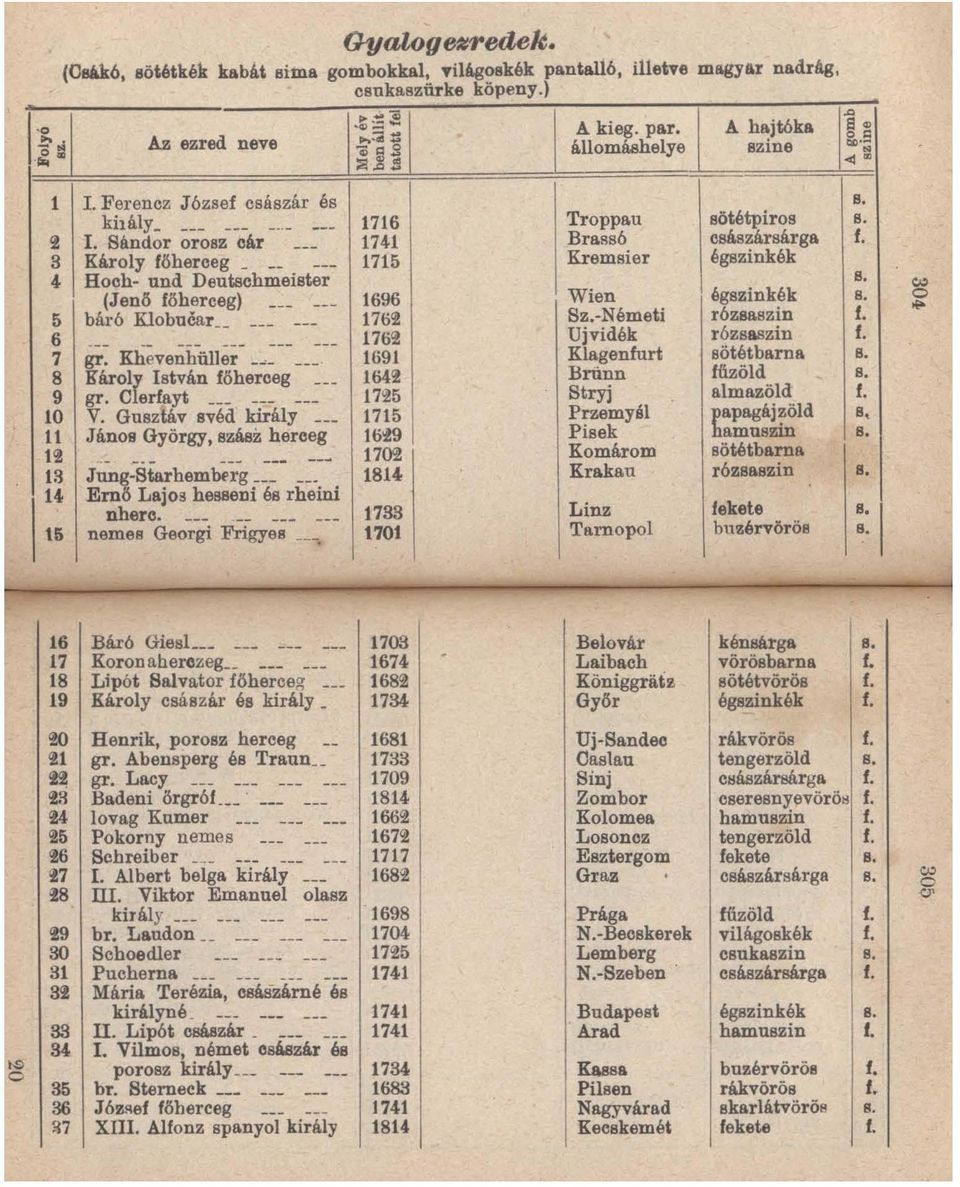 Gyalogezredek.
(Csákó, sötétkék kabát sima gombokkal, világoskék pantalló, illetve magyar nadrág,
csukaszürke köpeny.)
Folyó sz. | Az ezred neve | Mely évben állíttatott fel | A kieg. par. állomáshelye | A hajtóka szine | A gomb szine
s.
1 I. Ferencz József császár és
király_ 1716 Troppau sötétpiros s.
2 I. Sándor orosz cár 1741 Brassó császársárga f.
3 Károly főherceg 1715 Kremsier égszinkék
4 Hoch- und Deutschmeister s.
(Jenő főherceg) 1696 Wien égszinkék s.
5 báró Klobučar 1762 Sz.-Németi rózsaszin f.
6 1762 Ujvidék rózsaszin f.
7 gr. Khevenhüller 1691 Klagenfurt sötétbarna s.
8 Károly István főherceg 1642 Brünn fűzöld s.
9 gr. Clerfayt 1725 Stryj almazöld f.
10 V. Gusztáv svéd király 1715 Przemyśl papagájzöld s.
11 János György, szász herceg 1629 Pisek hamuszin s.
12 1702 Komárom sötétbarna
13 Jung-Starhemberg 1814 Krakau rózsaszin s.
14 Ernő Lajos hesseni és rheini
nherc. 1733 Linz fekete s.
15 nemes Georgi Frigyes 1701 Tarnopol buzérvörös s.
304
16 Báró Giesl 1703 Belovár kénsárga s.
17 Koronaherczeg 1674 Laibach vörösbarna f.
18 Lipót Salvator főherceg 1682 Königgrätz sötétvörös f.
19 Károly császár és király 1734 Győr égszinkék f.
20 Henrik, porosz herceg 1681 Uj-Sandec rákvörös f.
21 gr. Abensperg és Traun 1733 Caslau tengerzöld s.
22 gr. Lacy 1709 Sinj császársárga f.
23 Badeni őrgróf 1814 Zombor cseresnyevörös f.
24 lovag Kumer 1662 Kolomea hamuszin f.
25 Pokorny nemes 1672 Losoncz tengerzöld f.
26 Schreiber 1717 Esztergom fekete s.
27 I. Albert belga király 1682 Graz császársárga s.
28 III. Viktor Emanuel olasz
király 1698 Prága fűzöld f.
29 br. Laudon 1704 N.-Becskerek világoskék f.
30 Schoedler 1725 Lemberg csukaszin s.
31 Pucherna 1741 N.-Szeben császársárga f.
32 Mária Terézia, császárné és
királyné. 1741 Budapest égszinkék s.
33 II. Lipót császár 1741 Arad hamuszin f.
34 I. Vilmos, német császár és
porosz király 1734 Kassa buzérvörös f.
35 br. Sterneck 1683 Pilsen rákvörös f.
36 József főherceg 1741 Nagyvárad skarlátvörös s.
37 XIII. Alfonz spanyol király 1814 Kecskemét fekete f.
305
20